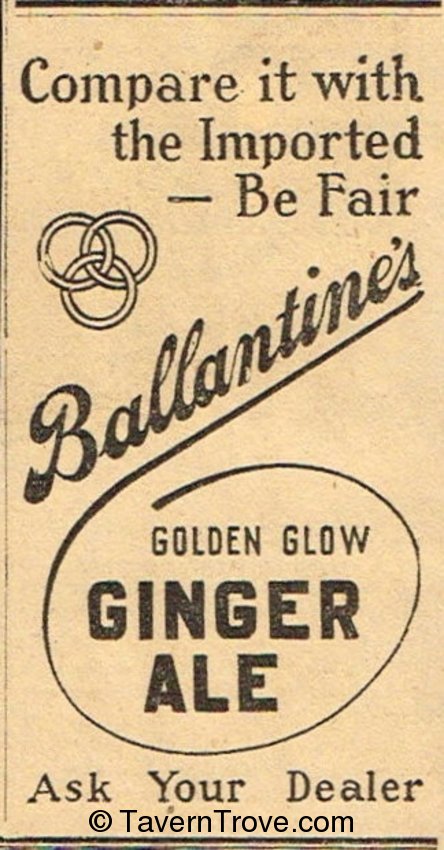 Compare it with
the Imported
— Be Fair
Ballantine's
GOLDEN GLOW
GINGER
ALE
Ask Your Dealer
© TavernTrove.com